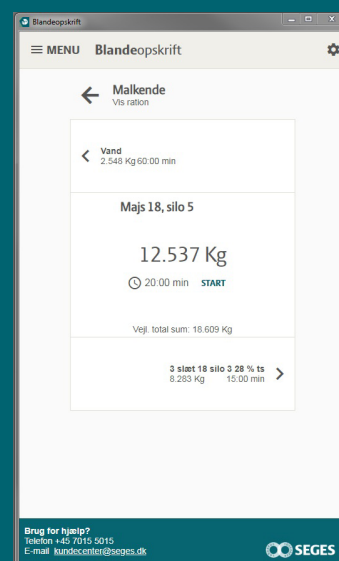 Blandeopskrift
MENU Blandeopskrift
Malkende
Vis ration
Vand
2.548 Kg 60:00 min
Majs 18, silo 5
12.537 Kg
20:00 min START
Vejl. total sum: 18.609 Kg
3 slæt 18 silo 3 28 % ts
8.283 Kg 15:00 min
Brug for hjælp?
Telefon +45 7015 5015
E-mail kundecenter@seges.dk
SEGES